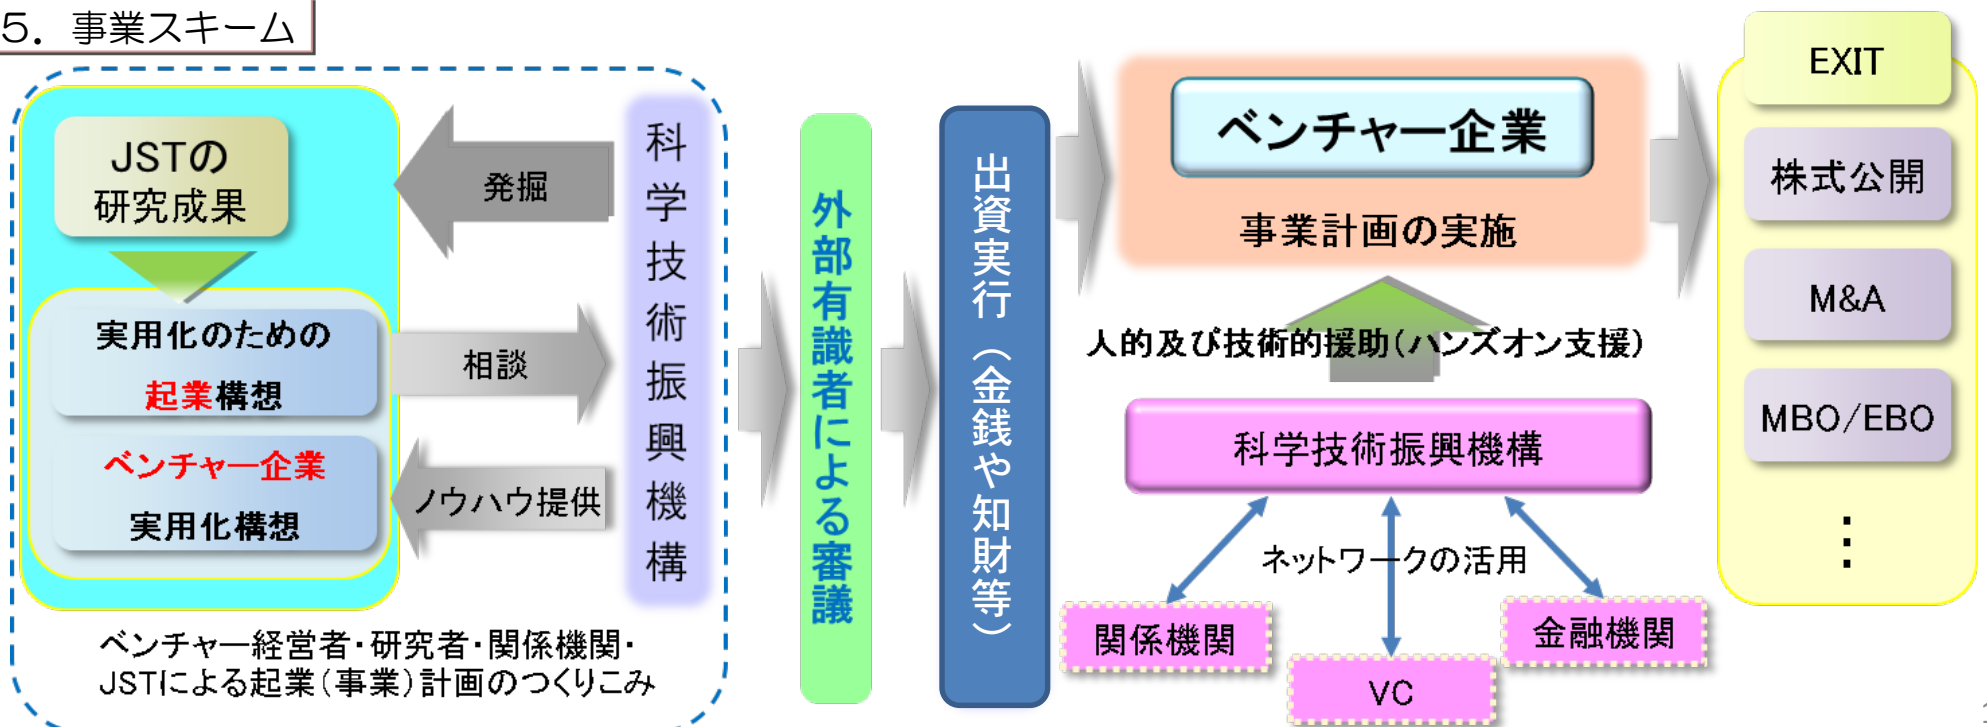 5. 事業スキーム
JSTの
研究成果
実用化のための
起業構想
ベンチャー企業
実用化構想
発掘
相談
ノウハウ提供
科学技術振興機構
ベンチャー経営者・研究者・関係機関・
JSTによる起業(事業)計画のつくりこみ
外部有識者による審議
出資実行(金銭や知財等)
ベンチャー企業
事業計画の実施
人的及び技術的援助(ハンズオン支援)
科学技術振興機構
ネットワークの活用
関係機関
VC
金融機関
EXIT
株式公開
M&A
MBO/EBO
⋮